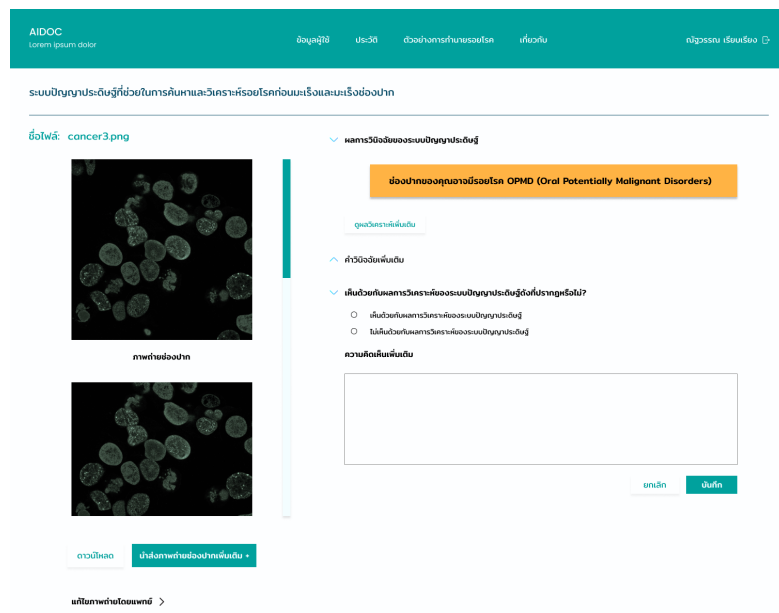 AIDOC
Lorem ipsum dolor
ข้อมูลผู้ใช้ ประวัติ ตัวอย่างการทำนายรอยโรค เกี่ยวกับ
ณัฐวรรณ เรียบเรียง
ระบบปัญญาประดิษฐ์ที่ช่วยในการค้นหาและวิเคราะห์รอยโรคก่อนมะเร็งและมะเร็งช่องปาก
ชื่อไฟล์: cancer3.png
ภาพถ่ายช่องปาก
ดาวน์โหลด
นำส่งภาพถ่ายช่องปากเพิ่มเติม +
แก้ไขภาพถ่ายโดยแพทย์
ผลการวินิจฉัยของระบบปัญญาประดิษฐ์
ช่องปากของคุณอาจมีรอยโรค OPMD (Oral Potentially Malignant Disorders)
ดูผลวิเคราะห์เพิ่มเติม
คำวินิจฉัยเพิ่มเติม
เห็นด้วยกับผลการวิเคราะห์ของระบบปัญญาประดิษฐ์ดังที่ปรากฏหรือไม่?
เห็นด้วยกับผลการวิเคราะห์ของระบบปัญญาประดิษฐ์
ไม่เห็นด้วยกับผลการวิเคราะห์ของระบบปัญญาประดิษฐ์
ความคิดเห็นเพิ่มเติม
ยกเลิก
บันทึก